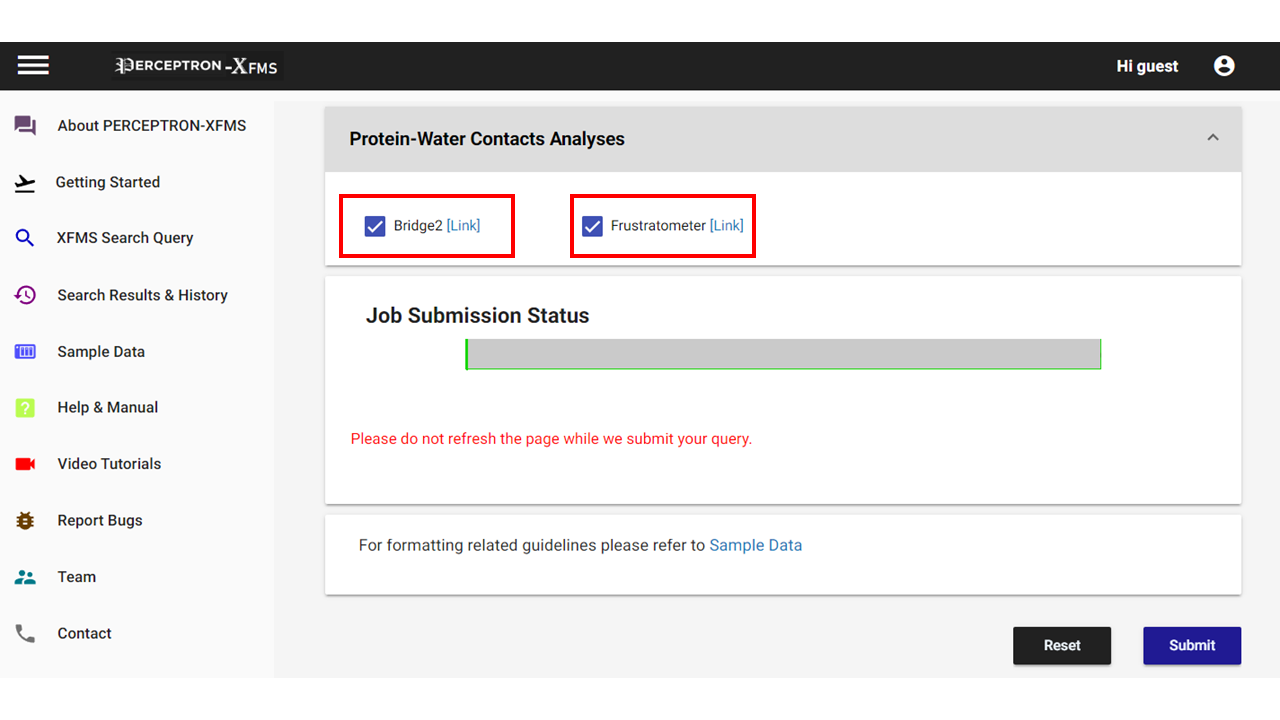 PERCEPTRON-XFMS
Hi guest
About PERCEPTRON-XFMS
Getting Started
XFMS Search Query
Search Results & History
Sample Data
Help & Manual
Video Tutorials
Report Bugs
Team
Contact
Protein-Water Contacts Analyses
Bridge2 [Link]
Frustratometer [Link]
Job Submission Status
Please do not refresh the page while we submit your query.
For formatting related guidelines please refer to Sample Data
Reset
Submit